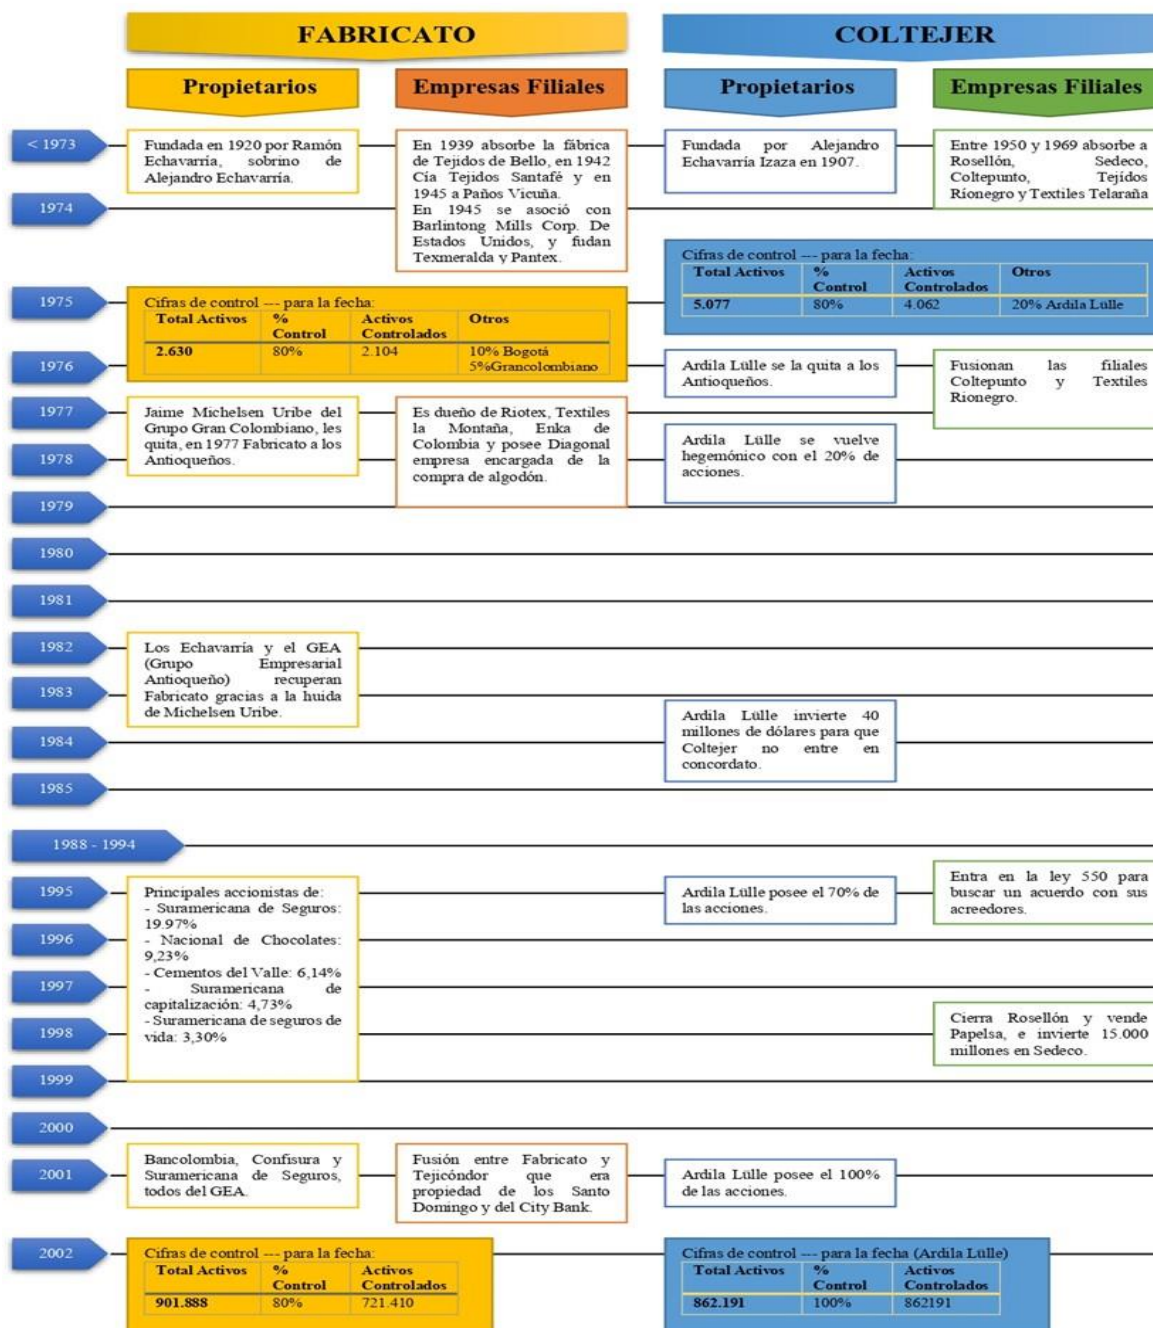 FABRICATO
COLTEJER
Propietarios
Empresas Filiales
Propietarios
Empresas Filiales
< 1973
Fundada en 1920 por Ramón
Echavarría, sobrino de
Alejandro Echavarría.
En 1939 absorbe la fábrica
de Tejidos de Bello, en 1942
Cía Tejidos Santafé y en
1945 a Paños Vicuña.
En 1945 se asoció con
Barlintong Mills Corp. De
Estados Unidos, y fudan
Texmeralda y Pantex.
Fundada por Alejandro
Echavarría Izaza en 1907.
Entre 1950 y 1969 absorbe a
Rosellón, Sedeco,
Coltepunto, Tejídos
Ríonegro y Textiles Telaraña
1974
Cifras de control --- para la fecha:
Total Activos % Control Activos Controlados Otros
5.077 80% 4.062 20% Ardila Lülle
1975
Cifras de control --- para la fecha:
Total Activos % Control Activos Controlados Otros
2.630 80% 2.104 10% Bogotá
5%Grancolombiano
1976
Ardila Lülle se la quita a los
Antioqueños.
Fusionan las filiales
Coltepunto y Textiles
Rionegro.
1977
Jaime Michelsen Uribe del
Grupo Gran Colombiano, les
quita, en 1977 Fabricato a los
Antioqueños.
Es dueño de Riotex, Textiles
la Montaña, Enka de
Colombia y posee Diagonal
empresa encargada de la
compra de algodón.
1978
Ardila Lülle se vuelve
hegemónico con el 20% de
acciones.
1979
1980
1981
1982
Los Echavarría y el GEA
(Grupo Empresarial
Antioqueño) recuperan
Fabricato gracias a la huida
de Michelsen Uribe.
1983
1984
Ardila Lülle invierte 40
millones de dólares para que
Coltejer no entre en
concordato.
1985
1988 - 1994
1995
Principales accionistas de:
- Suramericana de Seguros:
19.97%
- Nacional de Chocolates:
9,23%
- Cementos del Valle: 6,14%
- Suramericana de
capitalización: 4,73%
- Suramericana de seguros de
vida: 3,30%
Ardila Lülle posee el 70% de
las acciones.
Entra en la ley 550 para
buscar un acuerdo con sus
acreedores.
1996
1997
1998
Cierra Rosellón y vende
Papelsa, e invierte 15.000
millones en Sedeco.
1999
2000
2001
Bancolombia, Confisura y
Suramericana de Seguros,
todos del GEA.
Fusión entre Fabricato y
Tejicóndor que era
propiedad de los Santo
Domingo y del City Bank.
Ardila Lülle posee el 100%
de las acciones.
2002
Cifras de control --- para la fecha:
Total Activos % Control Activos Controlados
901.888 80% 721.410
Cifras de control --- para la fecha (Ardila Lülle)
Total Activos % Control Activos Controlados
862.191 100% 862191